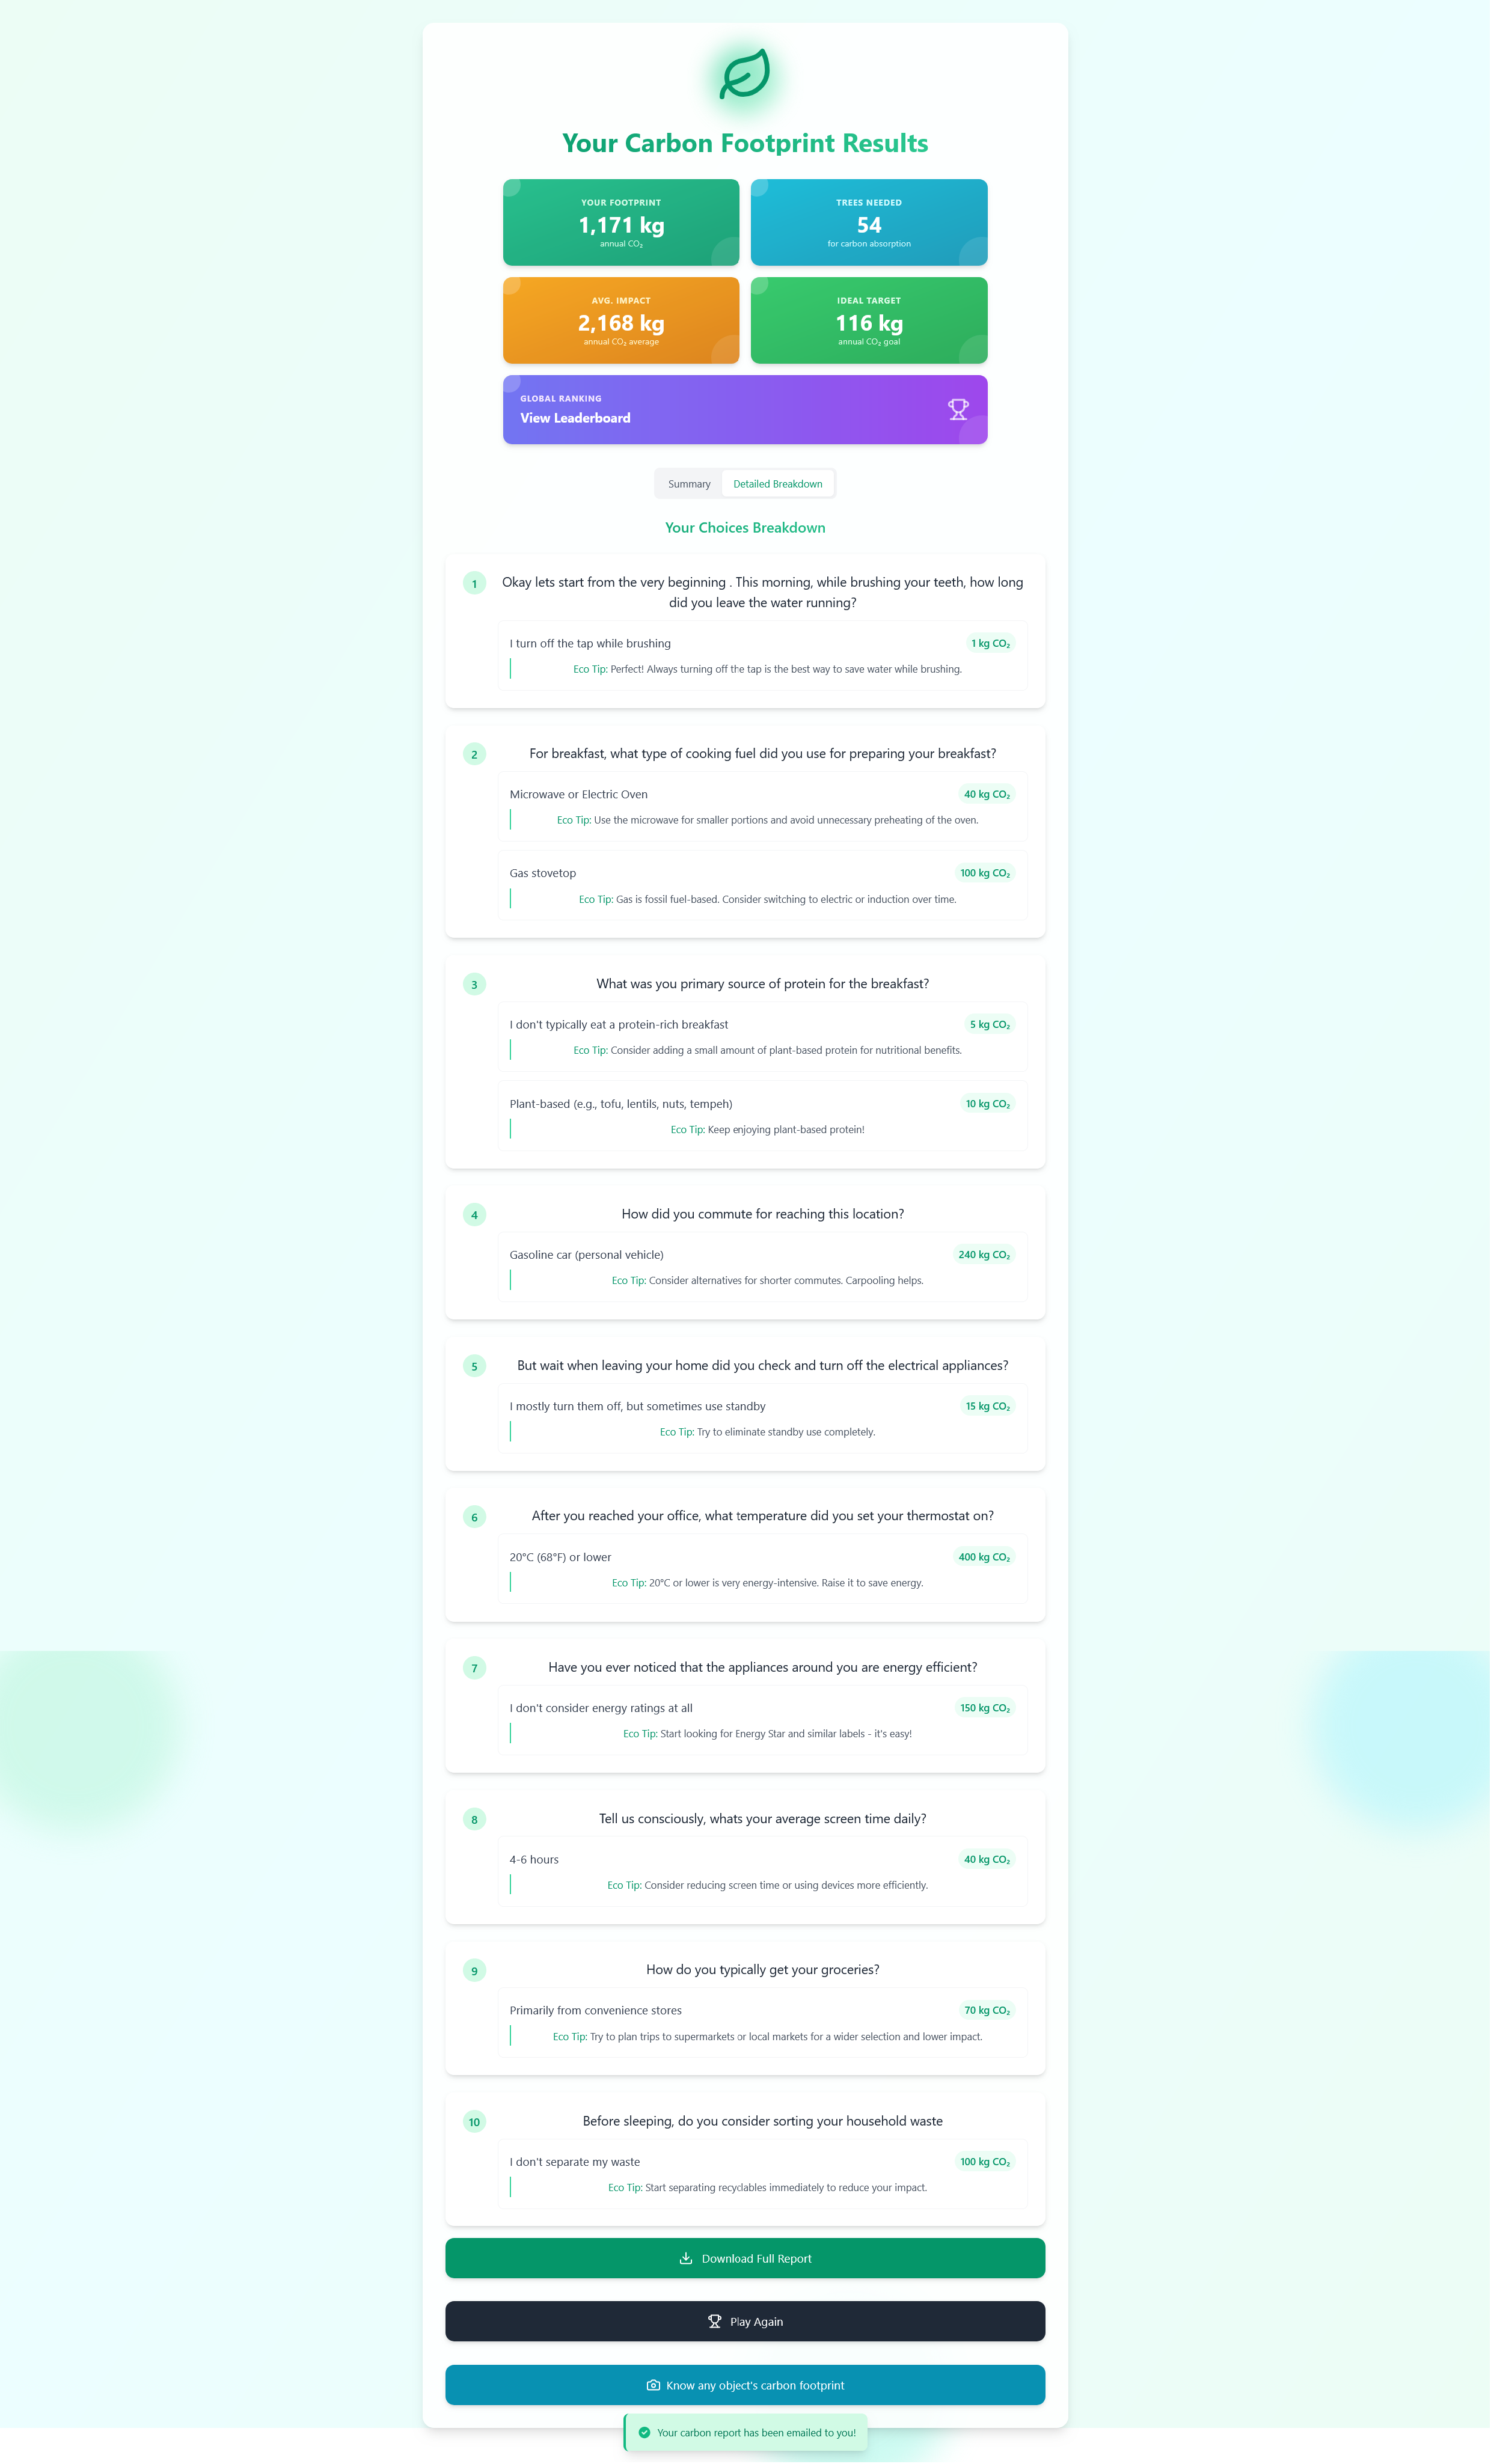 Your Carbon Footprint Results
YOUR FOOTPRINT
1,171 kg
annual CO₂
TREES NEEDED
54
for carbon absorption
AVG. IMPACT
2,168 kg
annual CO₂ average
IDEAL TARGET
116 kg
annual CO₂ goal
GLOBAL RANKING
View Leaderboard
Summary
Detailed Breakdown
Your Choices Breakdown
1
Okay lets start from the very beginning . This morning, while brushing your teeth, how long
did you leave the water running?
I turn off the tap while brushing
1 kg CO₂
Eco Tip: Perfect! Always turning off the tap is the best way to save water while brushing.
2
For breakfast, what type of cooking fuel did you use for preparing your breakfast?
Microwave or Electric Oven
40 kg CO₂
Eco Tip: Use the microwave for smaller portions and avoid unnecessary preheating of the oven.
Gas stovetop
100 kg CO₂
Eco Tip: Gas is fossil fuel-based. Consider switching to electric or induction over time.
3
What was you primary source of protein for the breakfast?
I don't typically eat a protein-rich breakfast
5 kg CO₂
Eco Tip: Consider adding a small amount of plant-based protein for nutritional benefits.
Plant-based (e.g., tofu, lentils, nuts, tempeh)
10 kg CO₂
Eco Tip: Keep enjoying plant-based protein!
4
How did you commute for reaching this location?
Gasoline car (personal vehicle)
240 kg CO₂
Eco Tip: Consider alternatives for shorter commutes. Carpooling helps.
5
But wait when leaving your home did you check and turn off the electrical appliances?
I mostly turn them off, but sometimes use standby
15 kg CO₂
Eco Tip: Try to eliminate standby use completely.
6
After you reached your office, what temperature did you set your thermostat on?
20°C (68°F) or lower
400 kg CO₂
Eco Tip: 20°C or lower is very energy-intensive. Raise it to save energy.
7
Have you ever noticed that the appliances around you are energy efficient?
I don't consider energy ratings at all
150 kg CO₂
Eco Tip: Start looking for Energy Star and similar labels - it's easy!
8
Tell us consciously, whats your average screen time daily?
4-6 hours
40 kg CO₂
Eco Tip: Consider reducing screen time or using devices more efficiently.
9
How do you typically get your groceries?
Primarily from convenience stores
70 kg CO₂
Eco Tip: Try to plan trips to supermarkets or local markets for a wider selection and lower impact.
10
Before sleeping, do you consider sorting your household waste
I don't separate my waste
100 kg CO₂
Eco Tip: Start separating recyclables immediately to reduce your impact.
Download Full Report
Play Again
Know any object's carbon footprint
Your carbon report has been emailed to you!